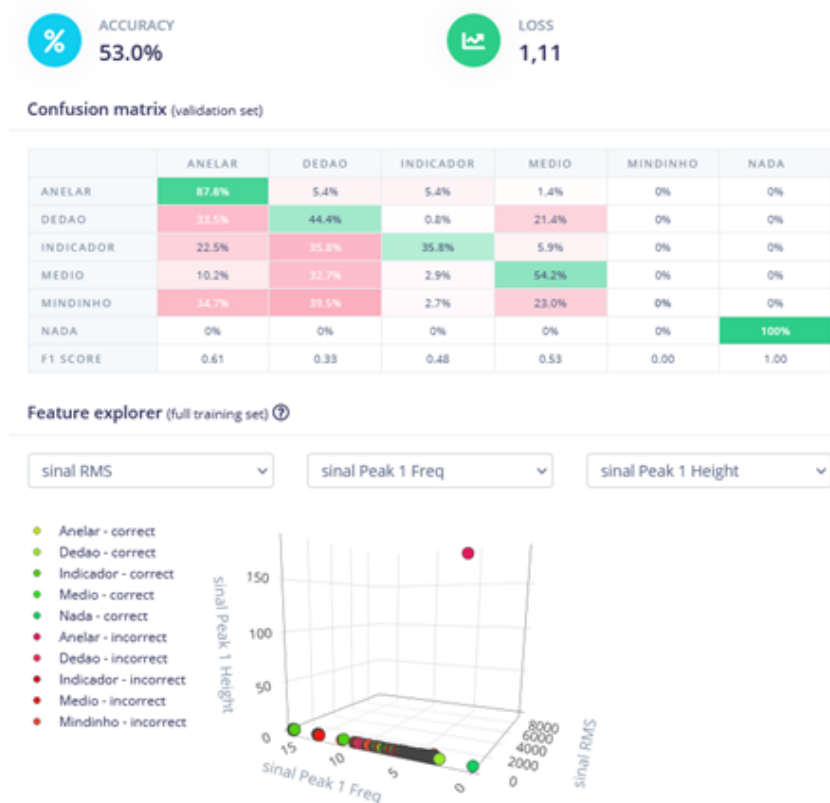 ACCURACY
53.0%
LOSS
1,11
Confusion matrix (validation set)
ANELAR DEDAO INDICADOR MEDIO MINDINHO NADA
ANELAR 87.8% 5.4% 5.4% 1.4% 0% 0%
DEDAO 33.5% 44.4% 0.8% 21.4% 0% 0%
INDICADOR 22.5% 35.8% 35.8% 5.9% 0% 0%
MEDIO 10.2% 32.7% 2.9% 54.2% 0% 0%
MINDINHO 34.7% 39.5% 2.7% 23.0% 0% 0%
NADA 0% 0% 0% 0% 0% 100%
F1 SCORE 0.61 0.33 0.48 0.53 0.00 1.00
Feature explorer (full training set) ?
sinal RMS
sinal Peak 1 Freq
sinal Peak 1 Height
Anelar - correct
Dedao - correct
Indicador - correct
Medio - correct
Nada - correct
Anelar - incorrect
Dedao - incorrect
Indicador - incorrect
Medio - incorrect
Mindinho - incorrect
sinal Peak 1 Height
150
100
50
0
15
10
5
0
sinal Peak 1 Freq
8000
6000
4000
2000
0
sinal RMS